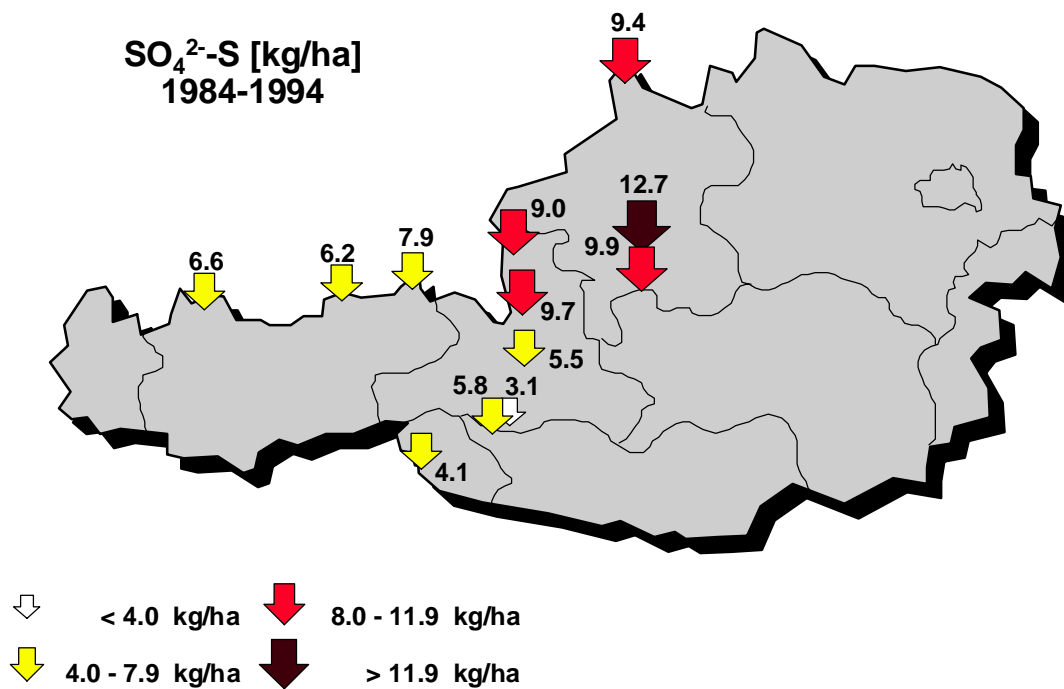 SO₄²⁻-S [kg/ha]
1984-1994
9.4
12.7
9.0
9.9
7.9
6.2
6.6
9.7
5.5
5.8 3.1
4.1
< 4.0 kg/ha
8.0 - 11.9 kg/ha
4.0 - 7.9 kg/ha
> 11.9 kg/ha